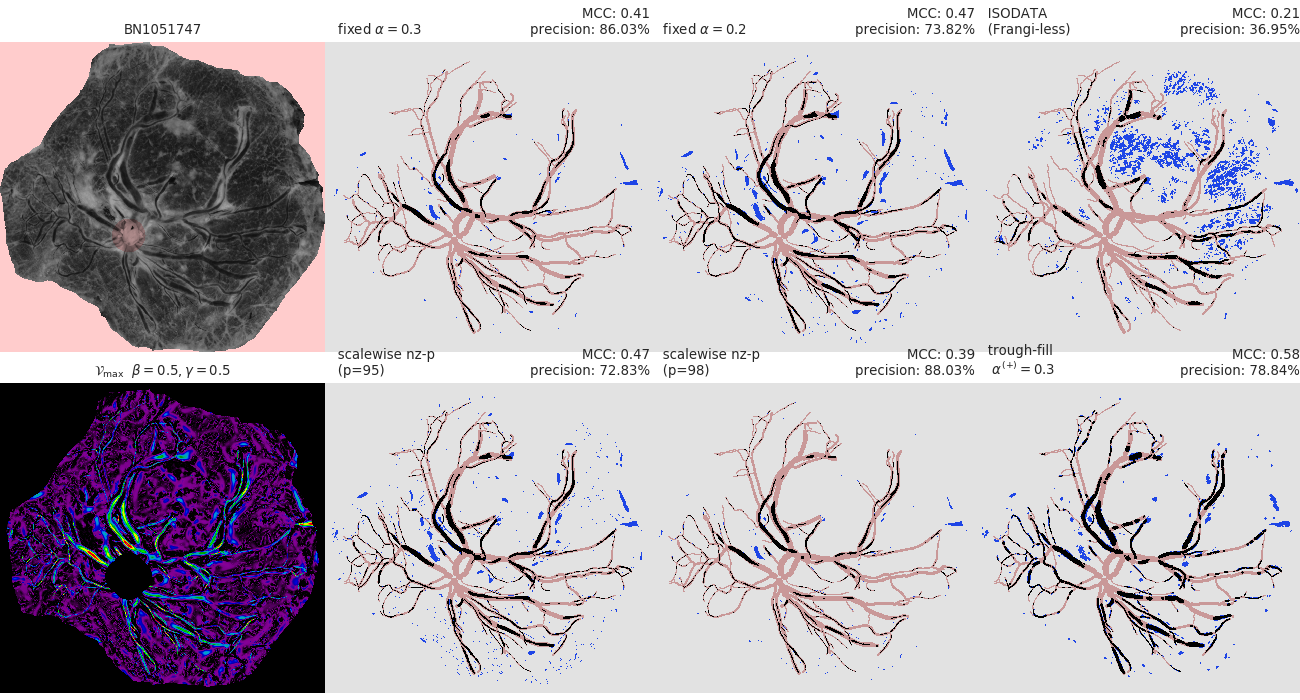 BN1051747
fixed α = 0.3
MCC: 0.41
precision: 86.03%
fixed α = 0.2
MCC: 0.47
precision: 73.82%
ISODATA
(Frangi-less)
MCC: 0.21
precision: 36.95%
𝒱max β = 0.5, γ = 0.5
scalewise nz-p
(p=95)
MCC: 0.47
precision: 72.83%
scalewise nz-p
(p=98)
MCC: 0.39
precision: 88.03%
trough-fill
α⁽⁺⁾ = 0.3
MCC: 0.58
precision: 78.84%